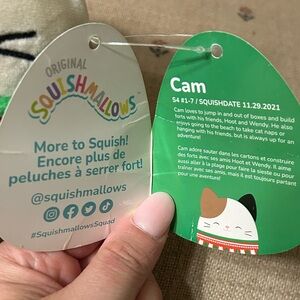 ORIGINAL
SQUISHMALLOWS
More to Squish!
Encore plus de
peluches à serrer fort!
@squishmallows
#SquishmallowsSquad
Cam
S4 #1-7 / SQUISHDATE 11.29.2021
Cam loves to jump in and out of boxes and build
forts with his friends, Hoot and Wendy. He also
enjoys going to the beach to take cat naps or
hanging with his friends, but is always up for an
adventure!
Cam adore sauter dans les cartons et construire
des forts avec ses amis Hoot et Wendy. Il aime
aussi aller à la plage pour faire la sieste ou pour
traîner avec ses amis, mais il est toujours partant
pour une aventure!